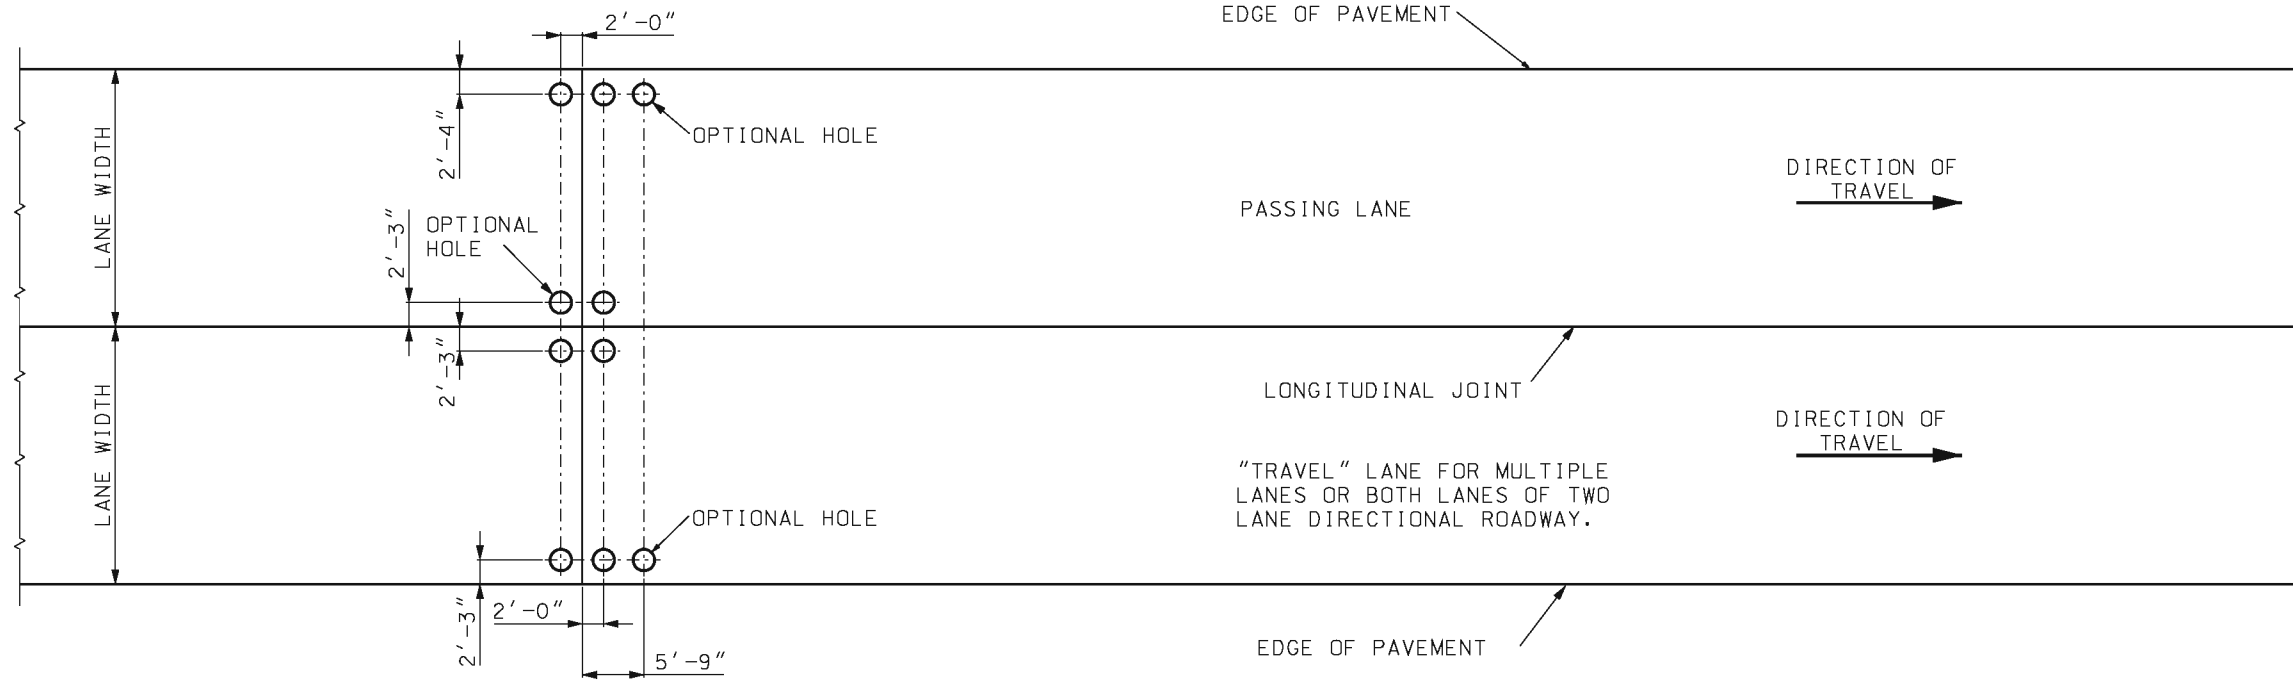 2'-0"
EDGE OF PAVEMENT
2'-4"
OPTIONAL HOLE
LANE WIDTH
DIRECTION OF
TRAVEL
PASSING LANE
2'-3"
OPTIONAL
HOLE
2'-3"
LONGITUDINAL JOINT
LANE WIDTH
DIRECTION OF
TRAVEL
"TRAVEL" LANE FOR MULTIPLE
LANES OR BOTH LANES OF TWO
LANE DIRECTIONAL ROADWAY.
OPTIONAL HOLE
2'-3"
2'-0"
5'-9"
EDGE OF PAVEMENT